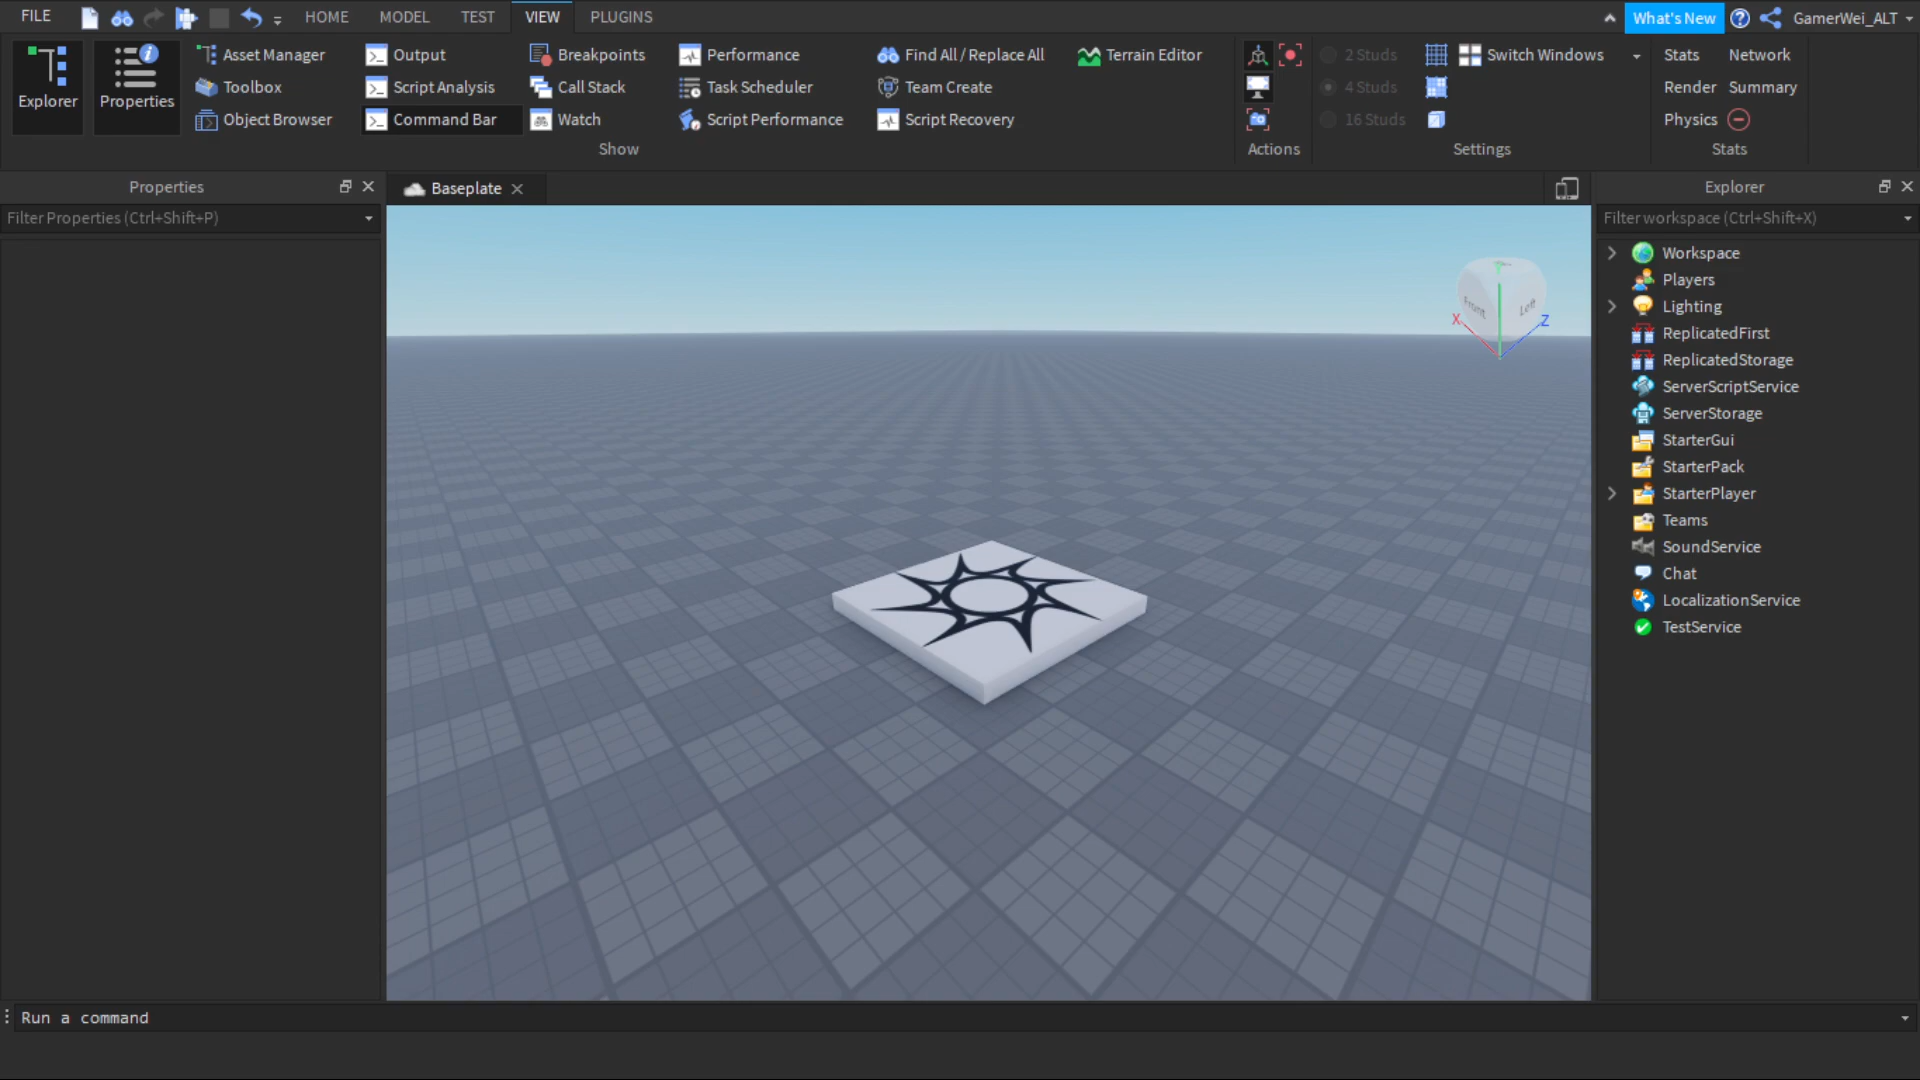 FILE
HOME
MODEL
TEST
VIEW
PLUGINS
What's New
GamerWei_ALT
Explorer
Properties
Asset Manager
Toolbox
Object Browser
Output
Script Analysis
Command Bar
Breakpoints
Call Stack
Watch
Performance
Task Scheduler
Script Performance
Find All / Replace All
Team Create
Script Recovery
Terrain Editor
Show
Actions
2 Studs
4 Studs
16 Studs
Switch Windows
Settings
Stats
Network
Render
Summary
Physics
Stats
Properties
Filter Properties (Ctrl+Shift+P)
Baseplate
Front
Left
X
Z
Explorer
Filter workspace (Ctrl+Shift+X)
Workspace
Players
Lighting
ReplicatedFirst
ReplicatedStorage
ServerScriptService
ServerStorage
StarterGui
StarterPack
StarterPlayer
Teams
SoundService
Chat
LocalizationService
TestService
Run a command